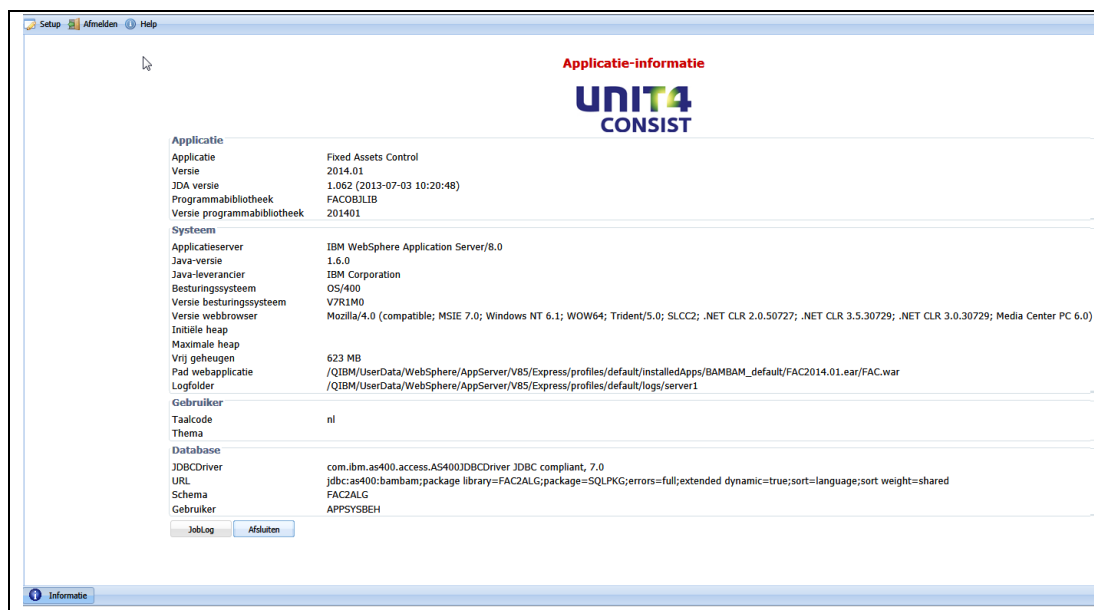 Setup Afmelden Help
Applicatie-informatie
UNIT4
CONSIST
Applicatie
Applicatie Fixed Assets Control
Versie 2014.01
JDA versie 1.062 (2013-07-03 10:20:48)
Programmabibliotheek FACOBJLIB
Versie programmabibliotheek 201401
Systeem
Applicatieserver IBM WebSphere Application Server/8.0
Java-versie 1.6.0
Java-leverancier IBM Corporation
Besturingssysteem OS/400
Versie besturingssysteem V7R1M0
Versie webbrowser Mozilla/4.0 (compatible; MSIE 7.0; Windows NT 6.1; WOW64; Trident/5.0; SLCC2; .NET CLR 2.0.50727; .NET CLR 3.5.30729; .NET CLR 3.0.30729; Media Center PC 6.0)
Initiële heap
Maximale heap
Vrij geheugen 623 MB
Pad webapplicatie /QIBM/UserData/WebSphere/AppServer/V85/Express/profiles/default/installedApps/BAMBAM_default/FAC2014.01.ear/FAC.war
Logfolder /QIBM/UserData/WebSphere/AppServer/V85/Express/profiles/default/logs/server1
Gebruiker
Taalcode nl
Thema
Database
JDBCDriver com.ibm.as400.access.AS400JDBCDriver JDBC compliant, 7.0
URL jdbc:as400:bambam;package library=FAC2ALG;package=SQLPKG;errors=full;extended dynamic=true;sort=language;sort weight=shared
Schema FAC2ALG
Gebruiker APPSYSBEH
JobLog Afsluiten
Informatie